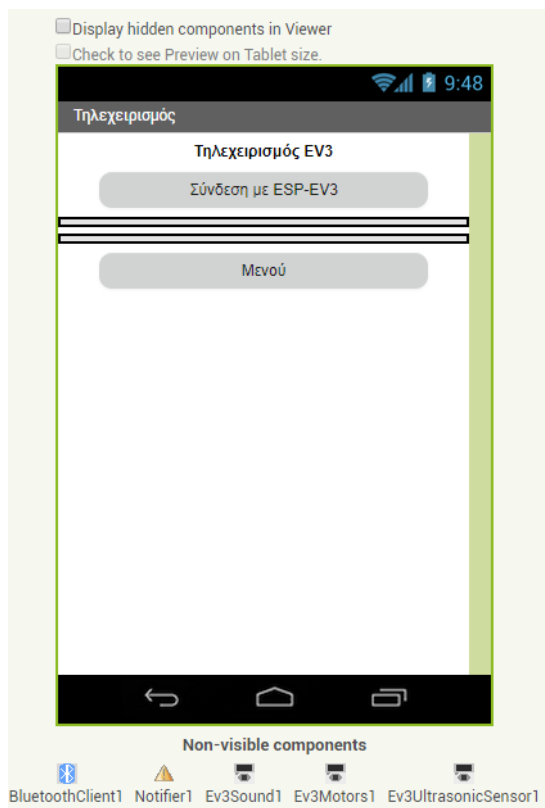 Display hidden components in Viewer
Check to see Preview on Tablet size.
9:48
Τηλεχειρισμός
Τηλεχειρισμός EV3
Σύνδεση με ESP-EV3
Μενού
Non-visible components
BluetoothClient1 Notifier1 Ev3Sound1 Ev3Motors1 Ev3UltrasonicSensor1